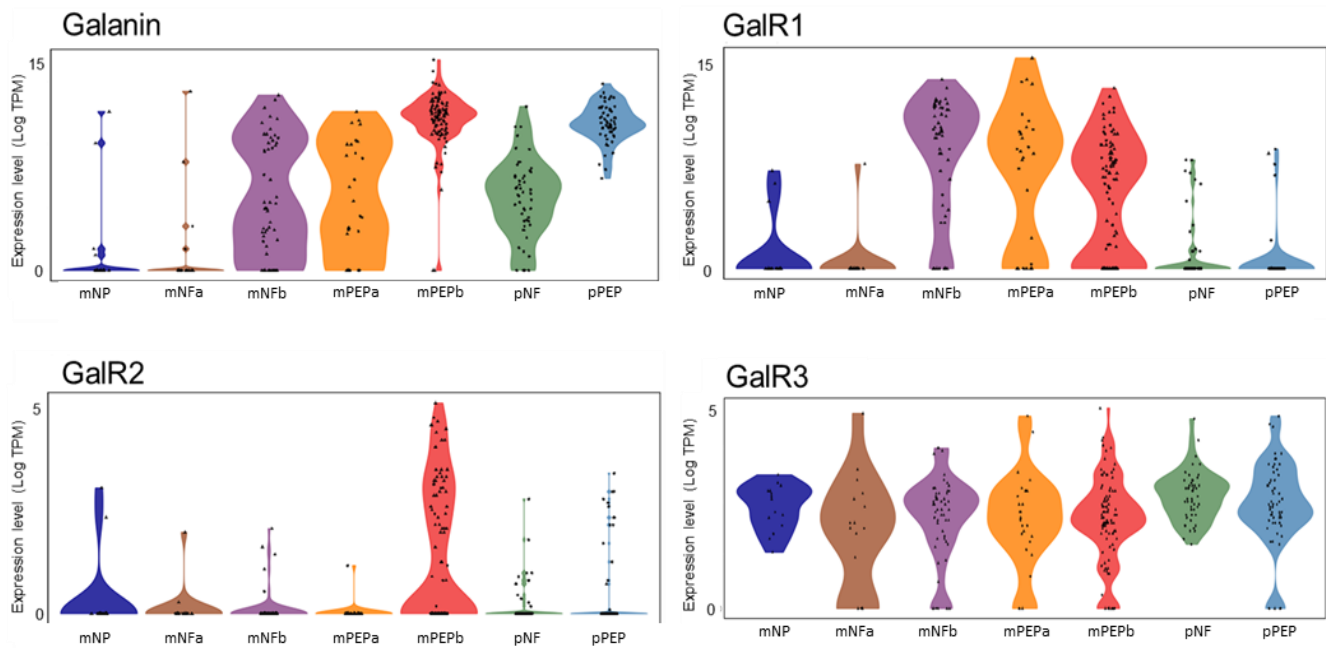 Galanin
Expression level (Log TPM)
15
0
mNP mNFa mNFb mPEPa mPEPb pNF pPEP
GalR1
Expression level (Log TPM)
15
0
mNP mNFa mNFb mPEPa mPEPb pNF pPEP
GalR2
Expression level (Log TPM)
5
0
mNP mNFa mNFb mPEPa mPEPb pNF pPEP
GalR3
Expression level (Log TPM)
5
0
mNP mNFa mNFb mPEPa mPEPb pNF pPEP